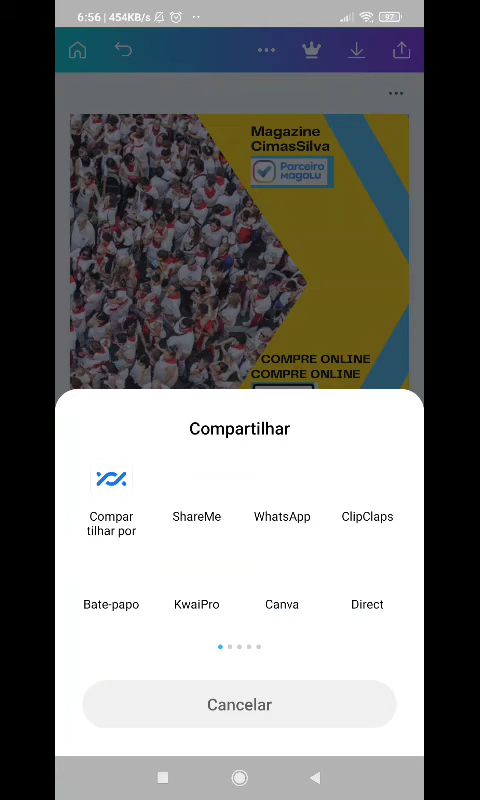 6:56 | 454KB/s
97
Magazine
CimasSilva
Parceiro
Magalu
COMPRE ONLINE
COMPRE ONLINE
Compartilhar
Compar
tilhar por
ShareMe
WhatsApp
ClipClaps
Bate-papo
KwaiPro
Canva
Direct
Cancelar